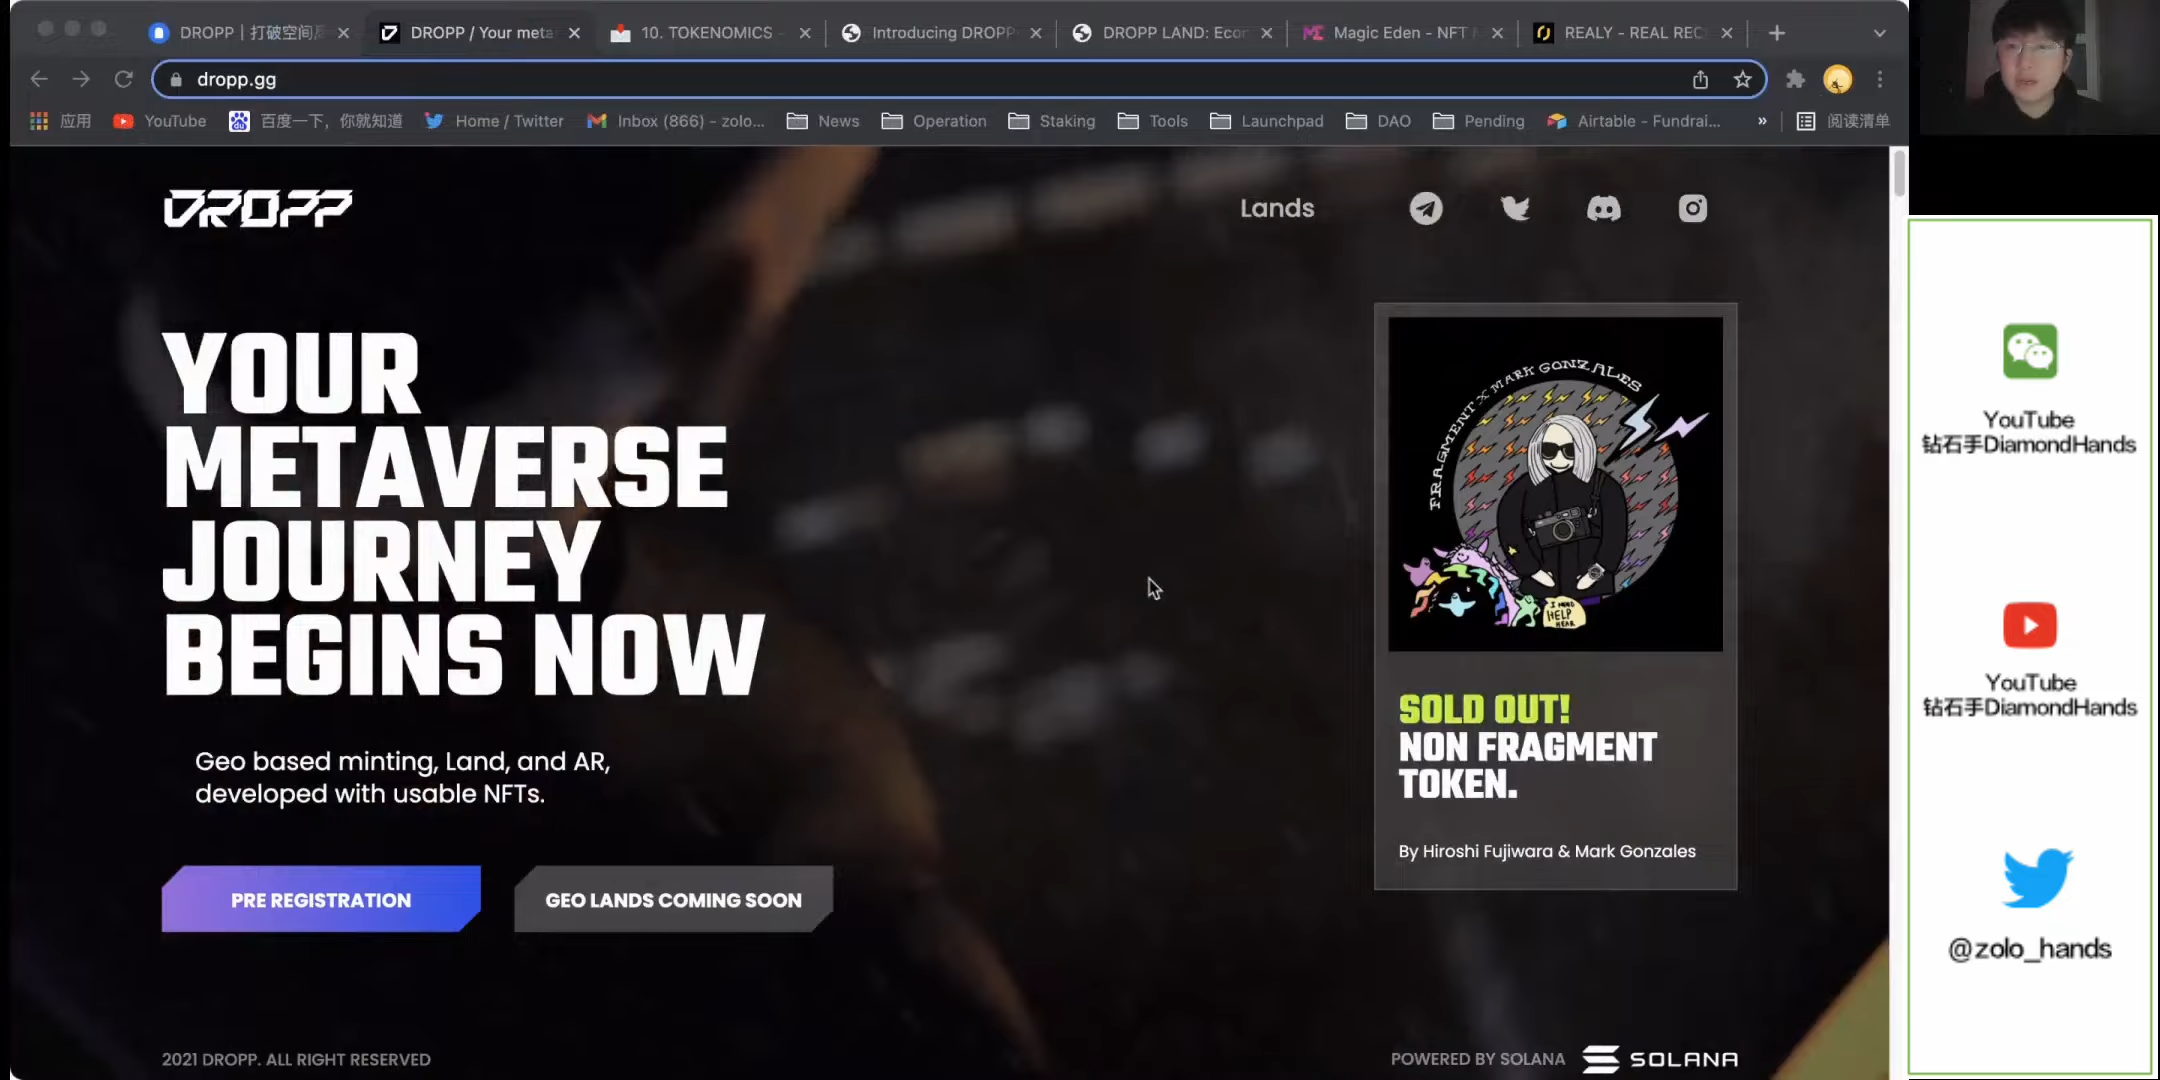 DROPP | 打破空间
DROPP / Your meta
10. TOKENOMICS
Introducing DROPP
DROPP LAND: Econ
Magic Eden - NFT
REALY - REAL REC
dropp.gg
应用
YouTube
百度一下，你就知道
Home / Twitter
Inbox (866) - zolo...
News
Operation
Staking
Tools
Launchpad
DAO
Pending
Airtable - Fundrai...
»
阅读清单
DROPP
Lands
YOUR
METAVERSE
JOURNEY
BEGINS NOW
Geo based minting, Land, and AR,
developed with usable NFTs.
PRE REGISTRATION
GEO LANDS COMING SOON
FRAGMENT X MARK GONZALES
I NEED
HELP
HEAR
SOLD OUT!
NON FRAGMENT
TOKEN.
By Hiroshi Fujiwara & Mark Gonzales
2021 DROPP. ALL RIGHT RESERVED
POWERED BY SOLANA
SOLANA
YouTube
钻石手DiamondHands
YouTube
钻石手DiamondHands
@zolo_hands